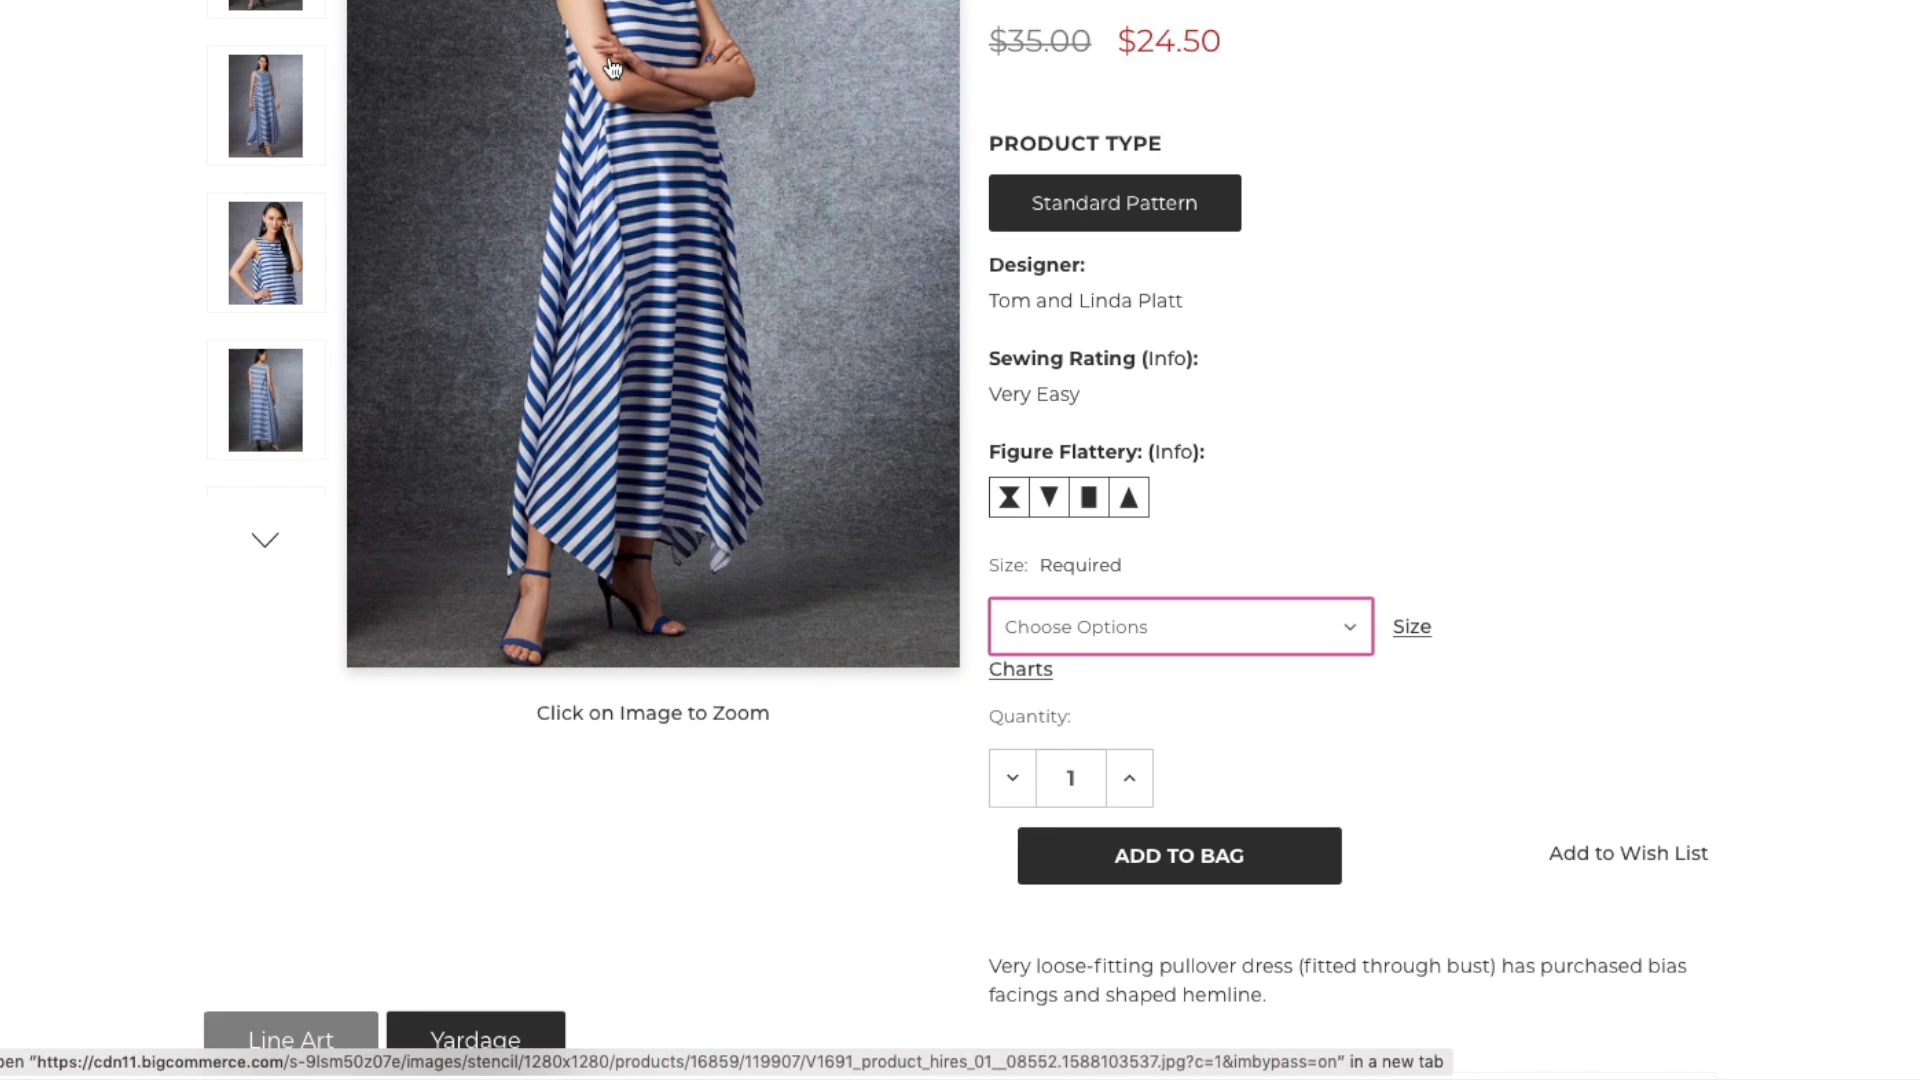 $35.00 $24.50
PRODUCT TYPE
Standard Pattern
Designer:
Tom and Linda Platt
Sewing Rating (Info):
Very Easy
Figure Flattery: (Info):
Size: Required
Choose Options
Size
Charts
Click on Image to Zoom
Quantity:
1
ADD TO BAG
Add to Wish List
Very loose-fitting pullover dress (fitted through bust) has purchased bias
facings and shaped hemline.
Line Art
Yardage
pen "https://cdn11.bigcommerce.com/s-9lsm50z07e/images/stencil/1280x1280/products/16859/119907/V1691_product_hires_01__08552.1588103537.jpg?c=1&imbypass=on" in a new tab